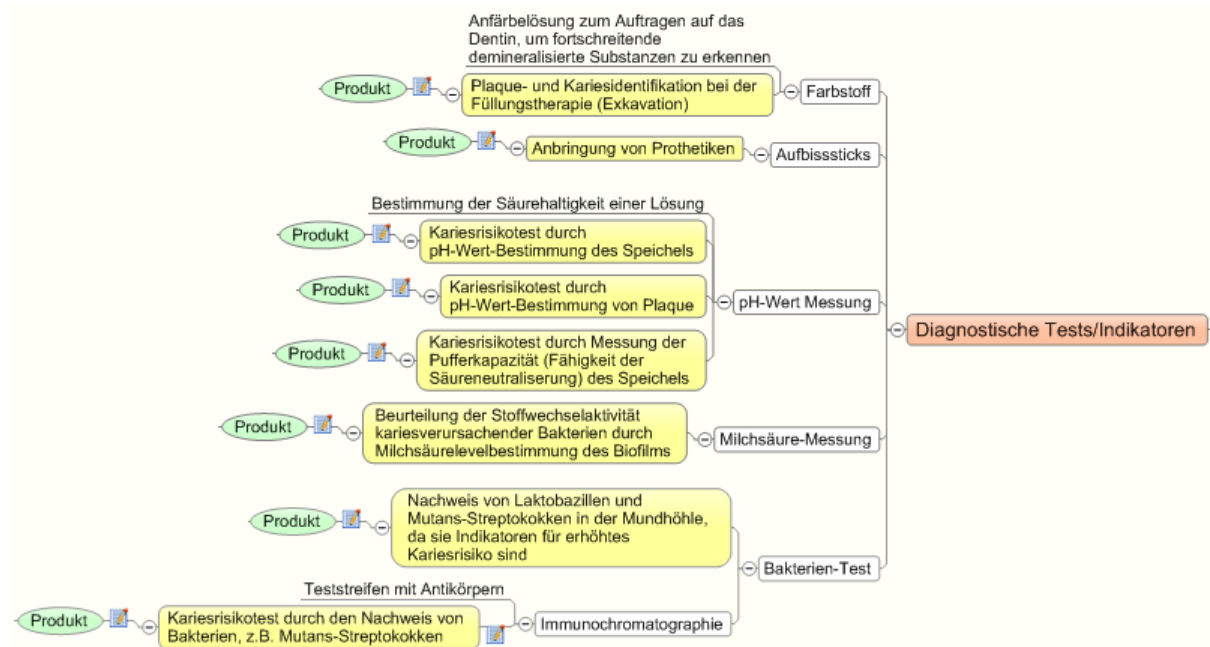 Anfärbelösung zum Auftragen auf das
Dentin, um fortschreitende
demineralisierte Substanzen zu erkennen
Produkt
Plaque- und Kariesidentifikation bei der
Füllungstherapie (Exkavation)
Farbstoff
Produkt
Anbringung von Prothetiken
Aufbisssticks
Bestimmung der Säurehaltigkeit einer Lösung
Produkt
Kariesrisikotest durch
pH-Wert-Bestimmung des Speichels
Produkt
Kariesrisikotest durch
pH-Wert-Bestimmung von Plaque
pH-Wert Messung
Produkt
Kariesrisikotest durch Messung der
Pufferkapazität (Fähigkeit der
Säureneutraliserung) des Speichels
Diagnostische Tests/Indikatoren
Produkt
Beurteilung der Stoffwechselaktivität
kariesverursachender Bakterien durch
Milchsäurelevelbestimmung des Biofilms
Milchsäure-Messung
Produkt
Nachweis von Laktobazillen und
Mutans-Streptokokken in der Mundhöhle,
da sie Indikatoren für erhöhtes
Kariesrisiko sind
Bakterien-Test
Teststreifen mit Antikörpern
Produkt
Kariesrisikotest durch den Nachweis von
Bakterien, z.B. Mutans-Streptokokken
Immunochromatographie